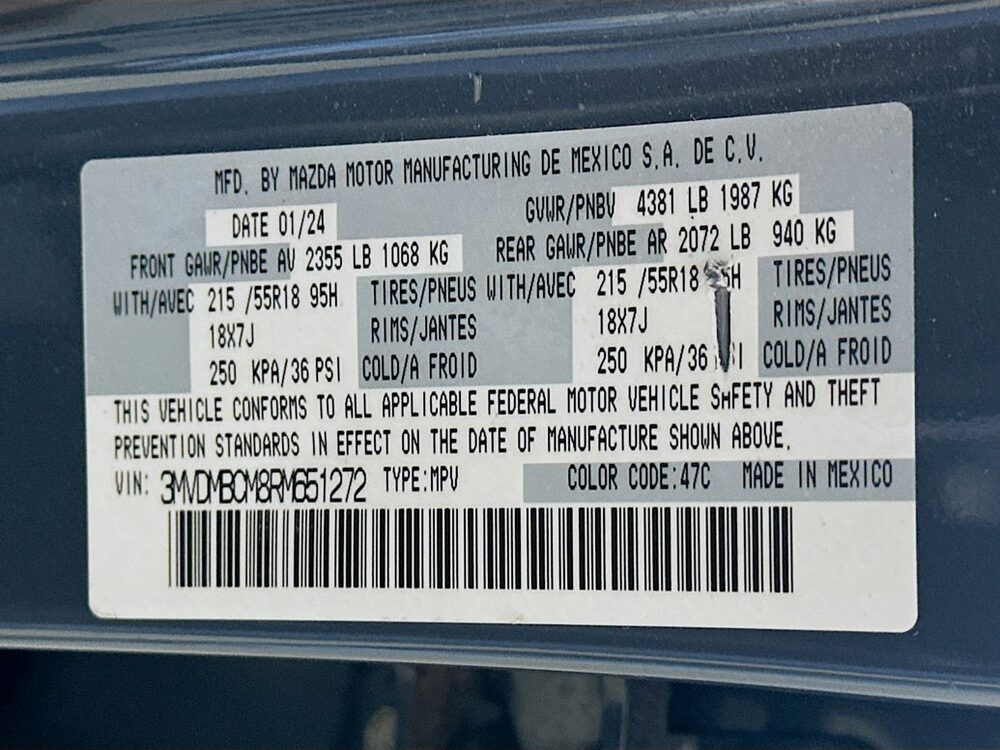 MFD. BY MAZDA MOTOR MANUFACTURING DE MEXICO S.A. DE C.V.
DATE 01/24 GVWR/PNBV 4381 LB 1987 KG
FRONT GAWR/PNBE AV 2355 LB 1068 KG REAR GAWR/PNBE AR 2072 LB 940 KG
WITH/AVEC 215 /55R18 95H TIRES/PNEUS WITH/AVEC 215 /55R18 TIRES/PNEUS
18X7J RIMS/JANTES 18X7J RIMS/JANTES
250 KPA/36 PSI COLD/A FROID 250 KPA/36 COLD/A FROID
THIS VEHICLE CONFORMS TO ALL APPLICABLE FEDERAL MOTOR VEHICLE SAFETY AND THEFT
PREVENTION STANDARDS IN EFFECT ON THE DATE OF MANUFACTURE SHOWN ABOVE.
VIN: 3MVDMBCM8RM651272 TYPE:MPV COLOR CODE:47C MADE IN MEXICO